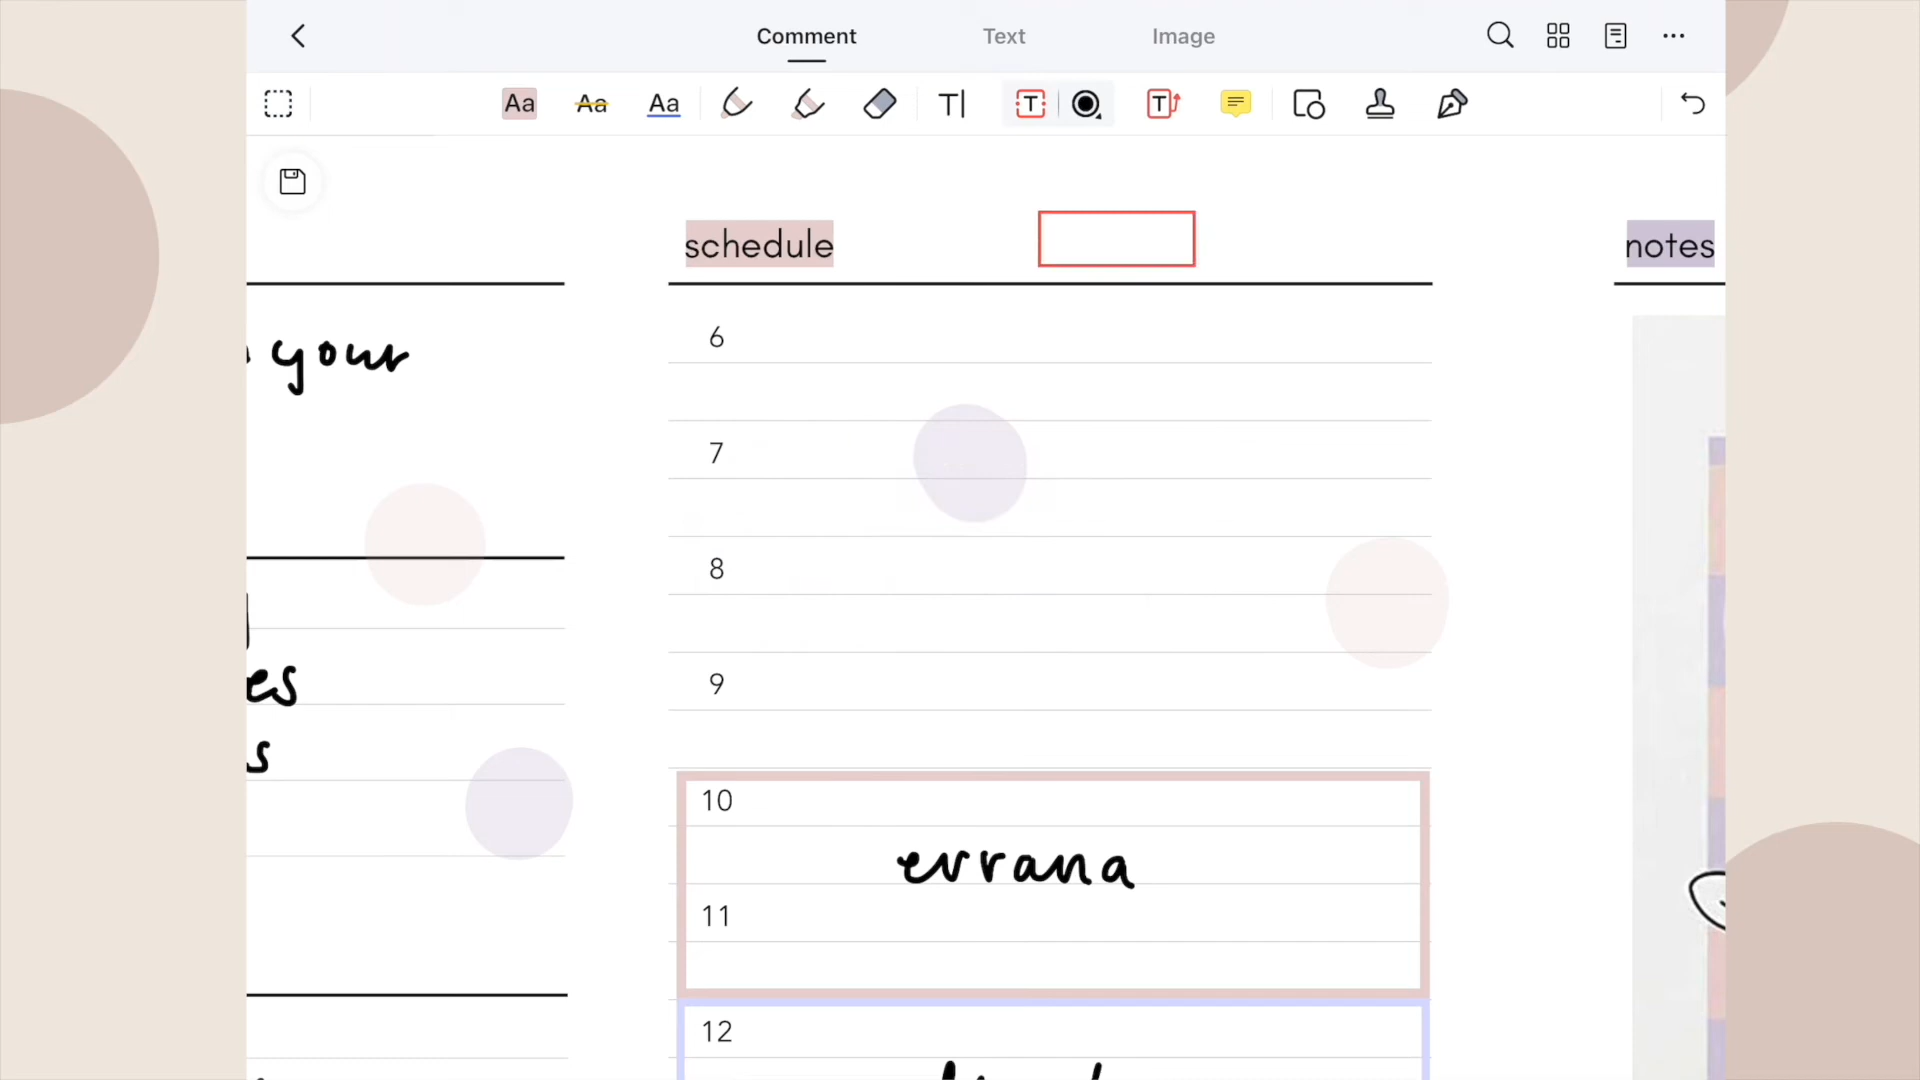 Comment Text Image
Aa Aa Aa T T T
schedule
notes
your
6
7
8
es
9
s
10
errana
11
12